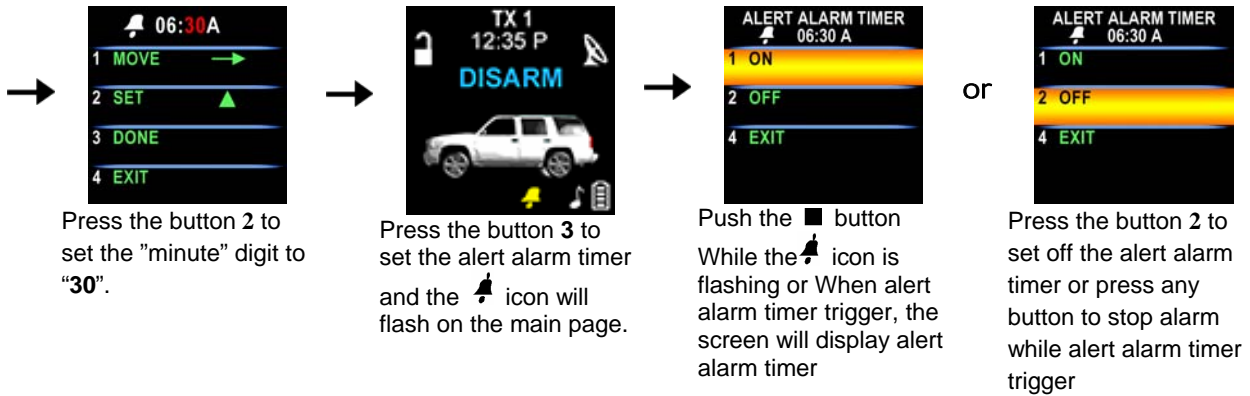 06:30A
1 MOVE
2 SET
3 DONE
4 EXIT
Press the button 2 to
set the ”minute” digit to
“30”.
TX 1
12:35 P
DISARM
Press the button 3 to
set the alert alarm timer
and the icon will
flash on the main page.
ALERT ALARM TIMER
06:30 A
1 ON
2 OFF
4 EXIT
Push the ■ button
While the icon is
flashing or When alert
alarm timer trigger, the
screen will display alert
alarm timer
or
ALERT ALARM TIMER
06:30 A
1 ON
2 OFF
4 EXIT
Press the button 2 to
set off the alert alarm
timer or press any
button to stop alarm
while alert alarm timer
trigger